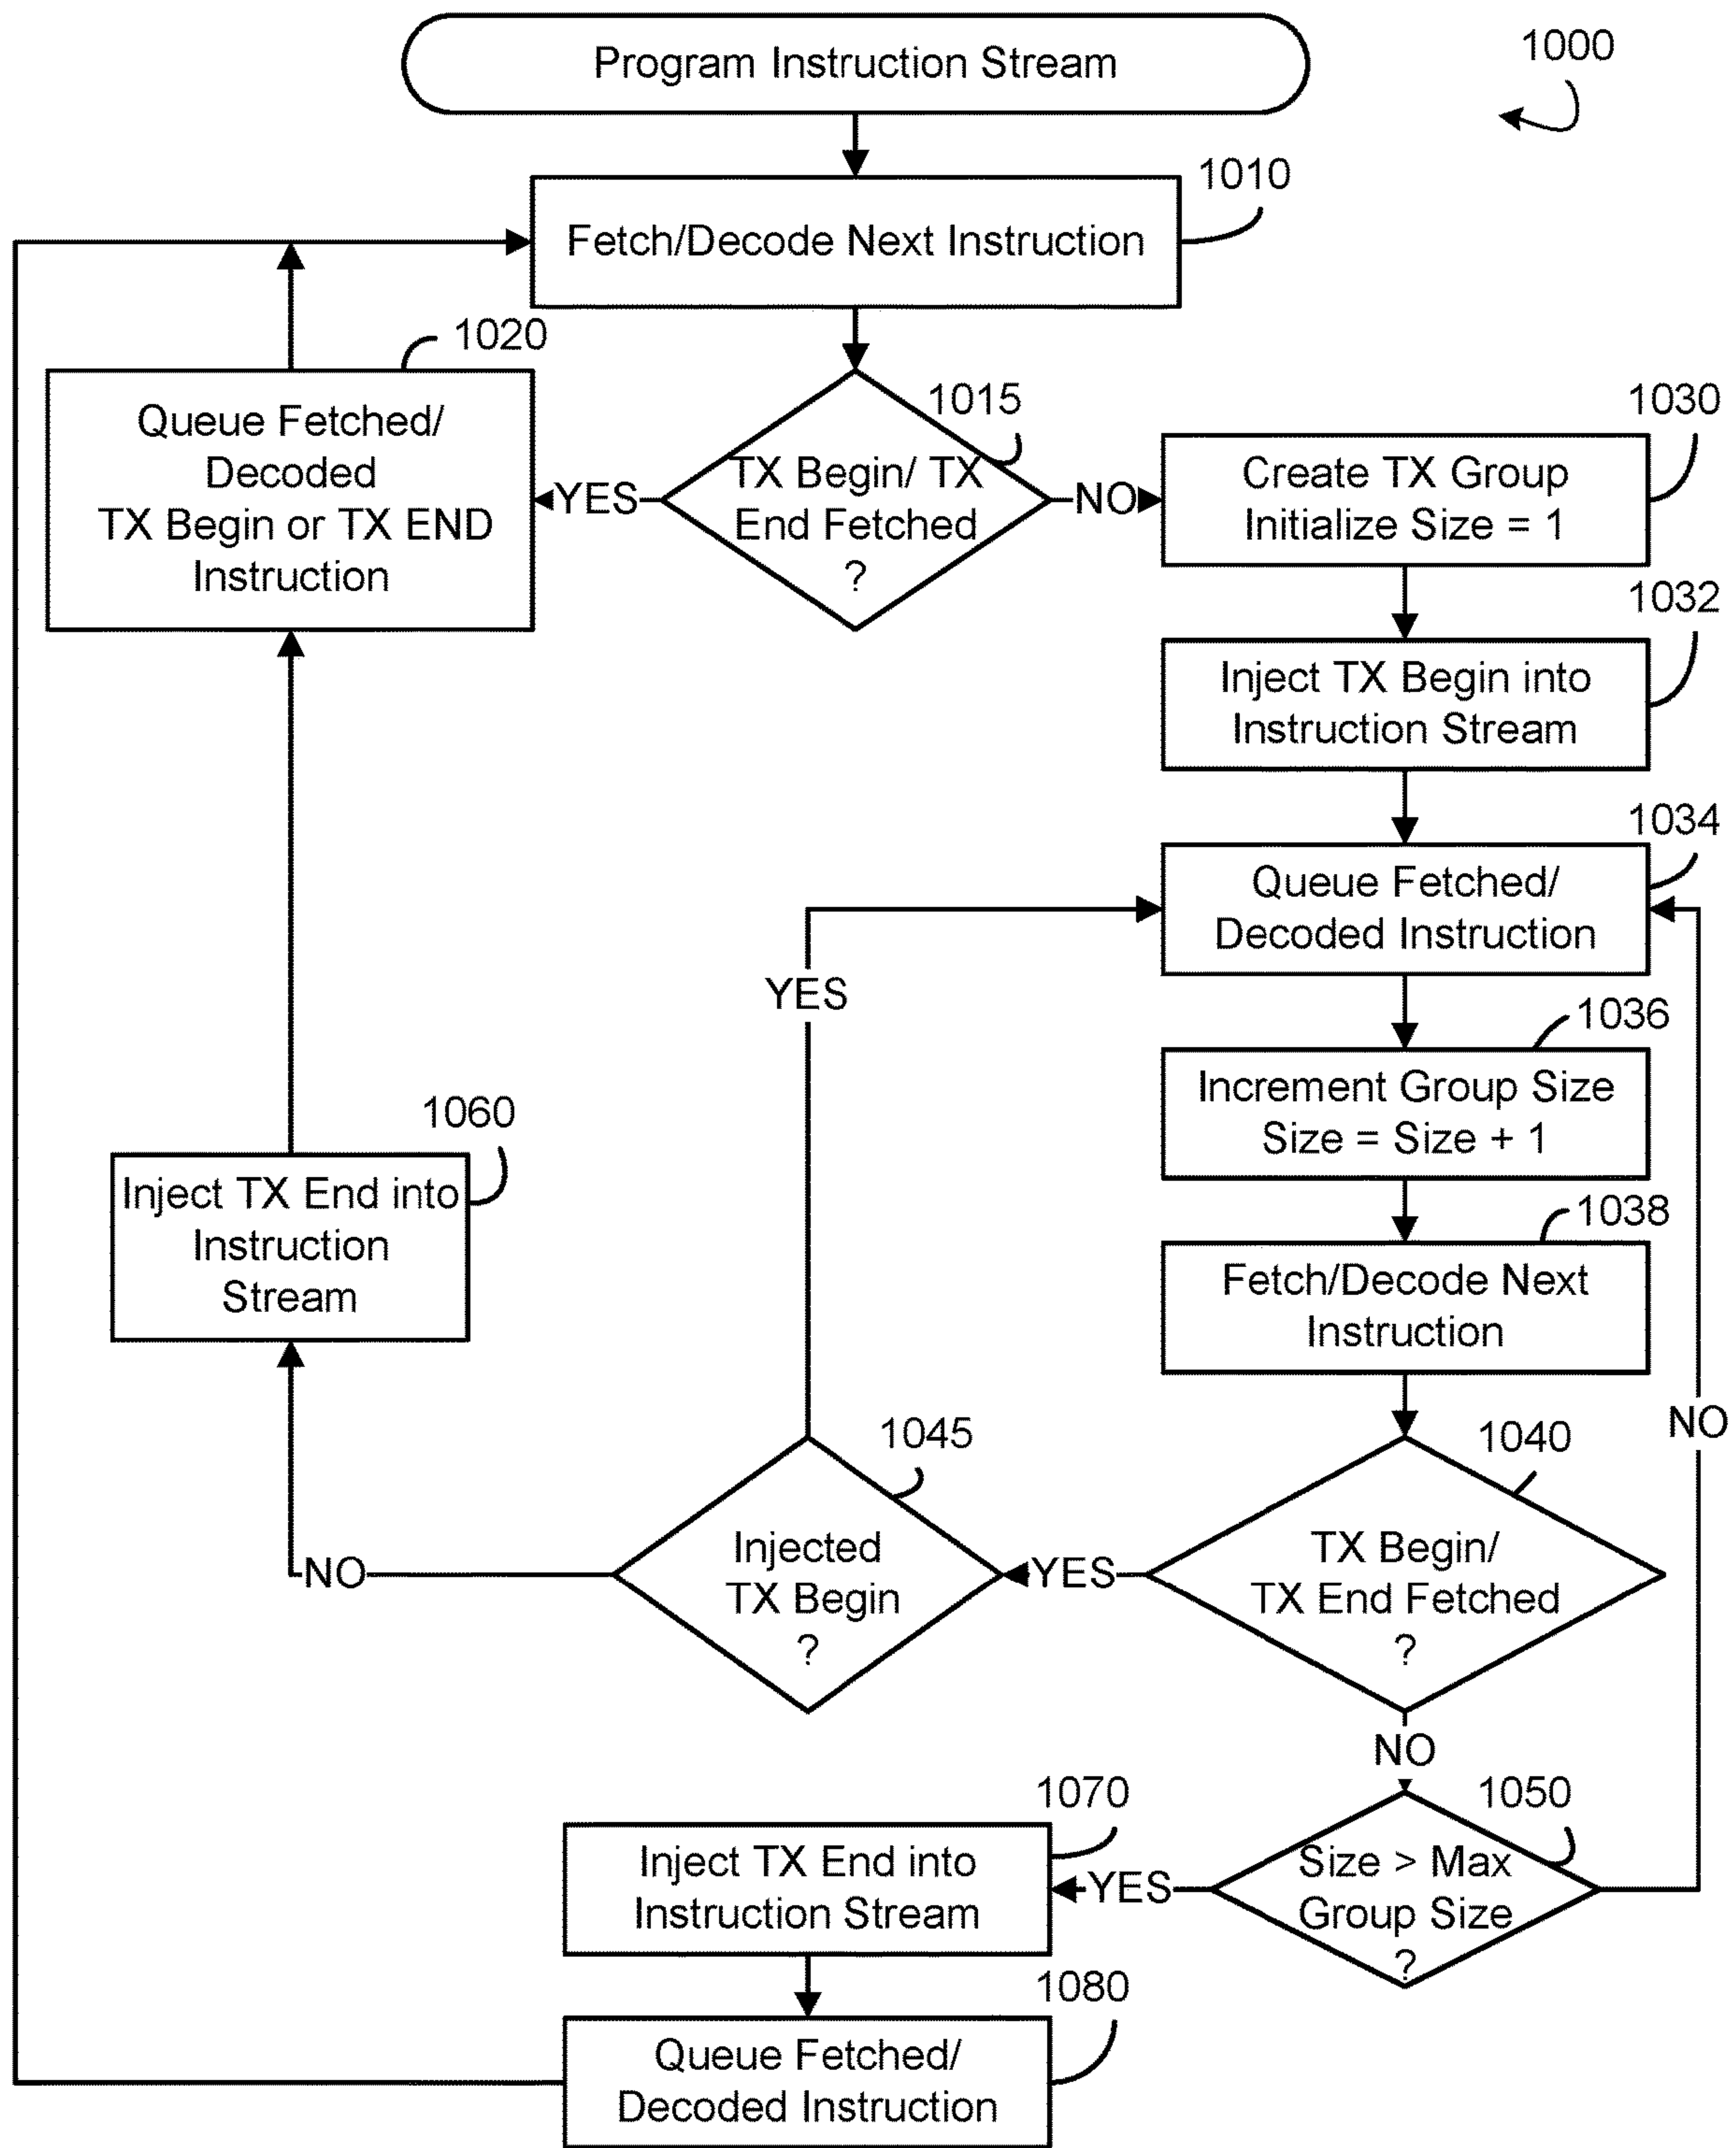 Program Instruction Stream
1000
1010
Fetch/Decode Next Instruction
1020
Queue Fetched/
Decoded
TX Begin or TX END
Instruction
YES
1015
TX Begin/ TX
End Fetched
?
NO
1030
Create TX Group
Initialize Size = 1
1032
Inject TX Begin into
Instruction Stream
1034
Queue Fetched/
Decoded Instruction
YES
1036
Increment Group Size
Size = Size + 1
1060
Inject TX End into
Instruction
Stream
1038
Fetch/Decode Next
Instruction
NO
1045
Injected
TX Begin
?
NO
YES
1040
TX Begin/
TX End Fetched
?
NO
1050
Size > Max
Group Size
?
YES
1070
Inject TX End into
Instruction Stream
1080
Queue Fetched/
Decoded Instruction